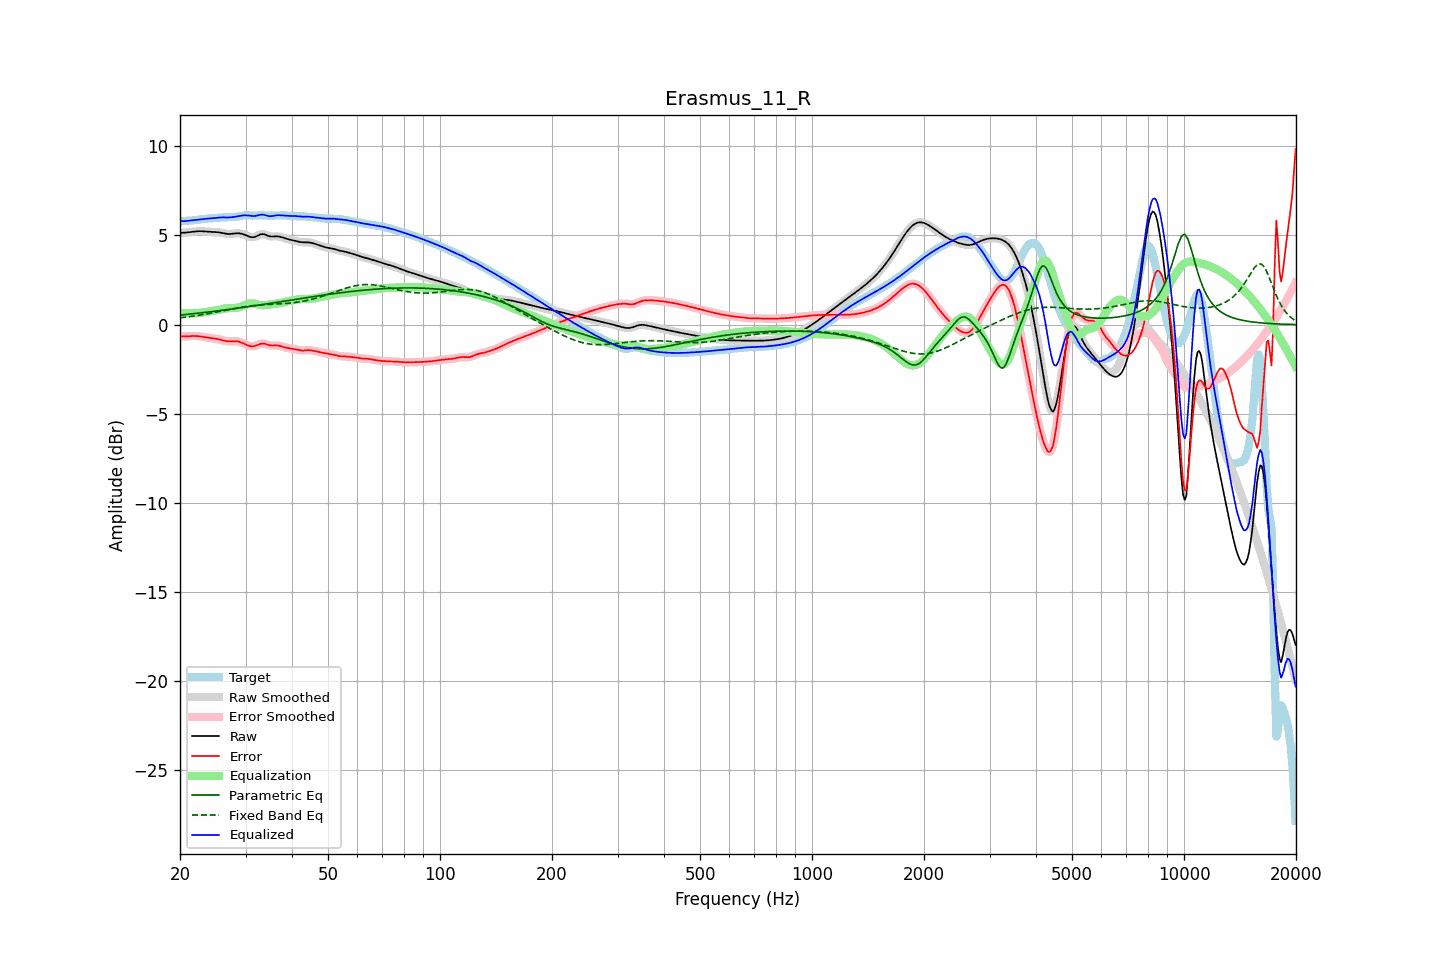 Erasmus_11_R
Amplitude (dBr)
10
5
0
−5
−10
−15
−20
−25
Target
Raw Smoothed
Error Smoothed
Raw
Error
Equalization
Parametric Eq
Fixed Band Eq
Equalized
20 50 100 200 500 1000 2000 5000 10000 20000
Frequency (Hz)